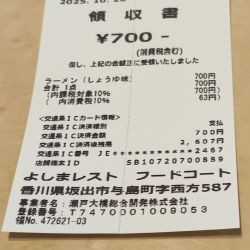 領収書
¥700-
(消費税含む)
但し、上記の金額正に受領いたしました
ラーメン(しょうゆ味) 700円
合計 1点 700円
(内課税対象10% 700円)
(内消費税10% 63円)
<交通系ICカード情報>
交通系IC決済種別 支払
交通系IC決済金額 700円
交通系IC決済後残高 2,607円
交通系IC番号 JE*************2467
店舗端末ID SB10720700889
よしまレスト フードコート
香川県坂出市与島町字西方587
事業者名:瀬戸大橋総合開発株式会社
登録番号:T7470001009053
領No.472621-03